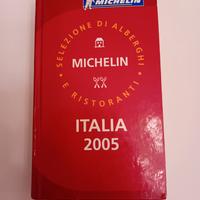 MICHELIN
SELEZIONE DI ALBERGHI
E RISTORANTI
MICHELIN
ITALIA
2005